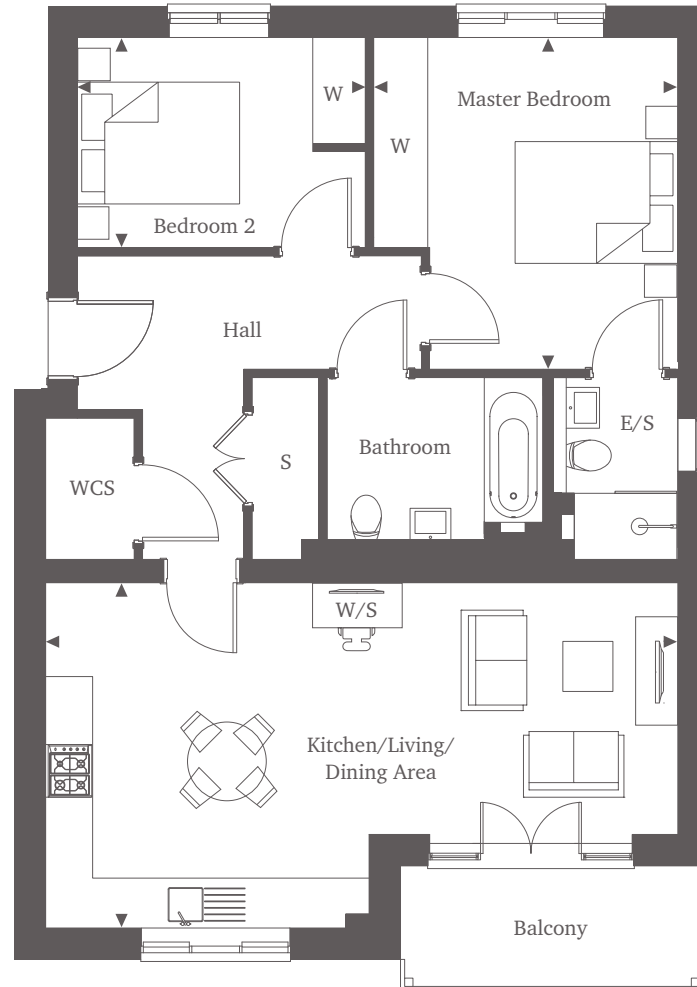 W
Master Bedroom
W
Bedroom 2
Hall
E/S
Bathroom
S
WCS
W/S
Kitchen/Living/
Dining Area
Balcony